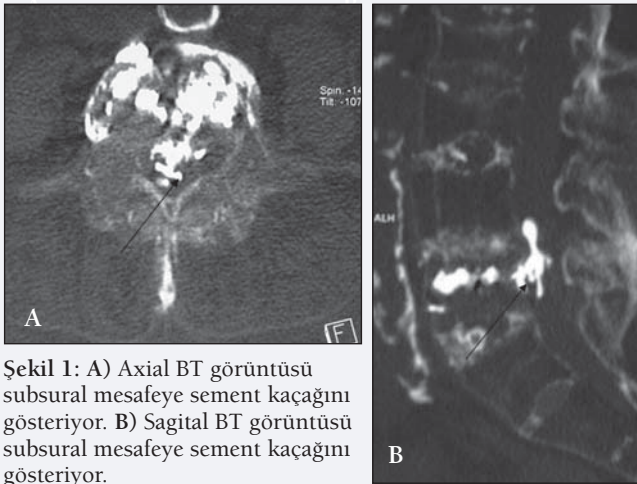 Spin: -14
Tilt: -107
A
F
ALH
B
Şekil 1: A) Axial BT görüntüsü
subsural mesafeye sement kaçağını
gösteriyor. B) Sagital BT görüntüsü
subsural mesafeye sement kaçağını
gösteriyor.